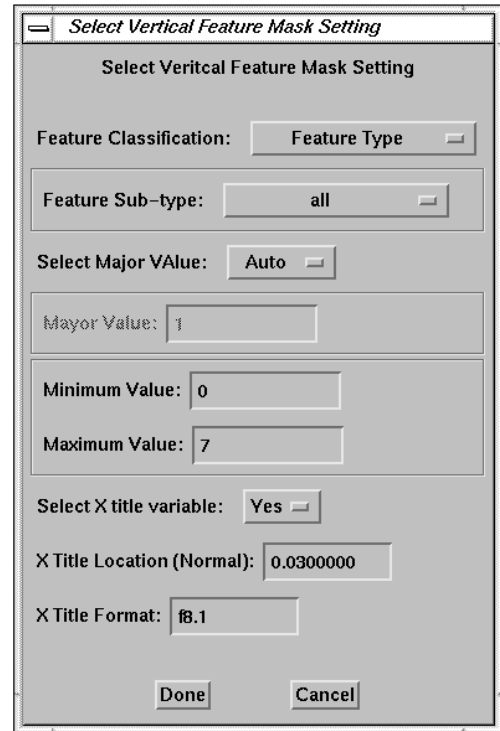 Select Vertical Feature Mask Setting
Select Veritcal Feature Mask Setting
Feature Classification: Feature Type
Feature Sub-type: all
Select Major VAlue: Auto
Mayor Value: 1
Minimum Value: 0
Maximum Value: 7
Select X title variable: Yes
X Title Location (Normal): 0.0300000
X Title Format: f8.1
Done Cancel